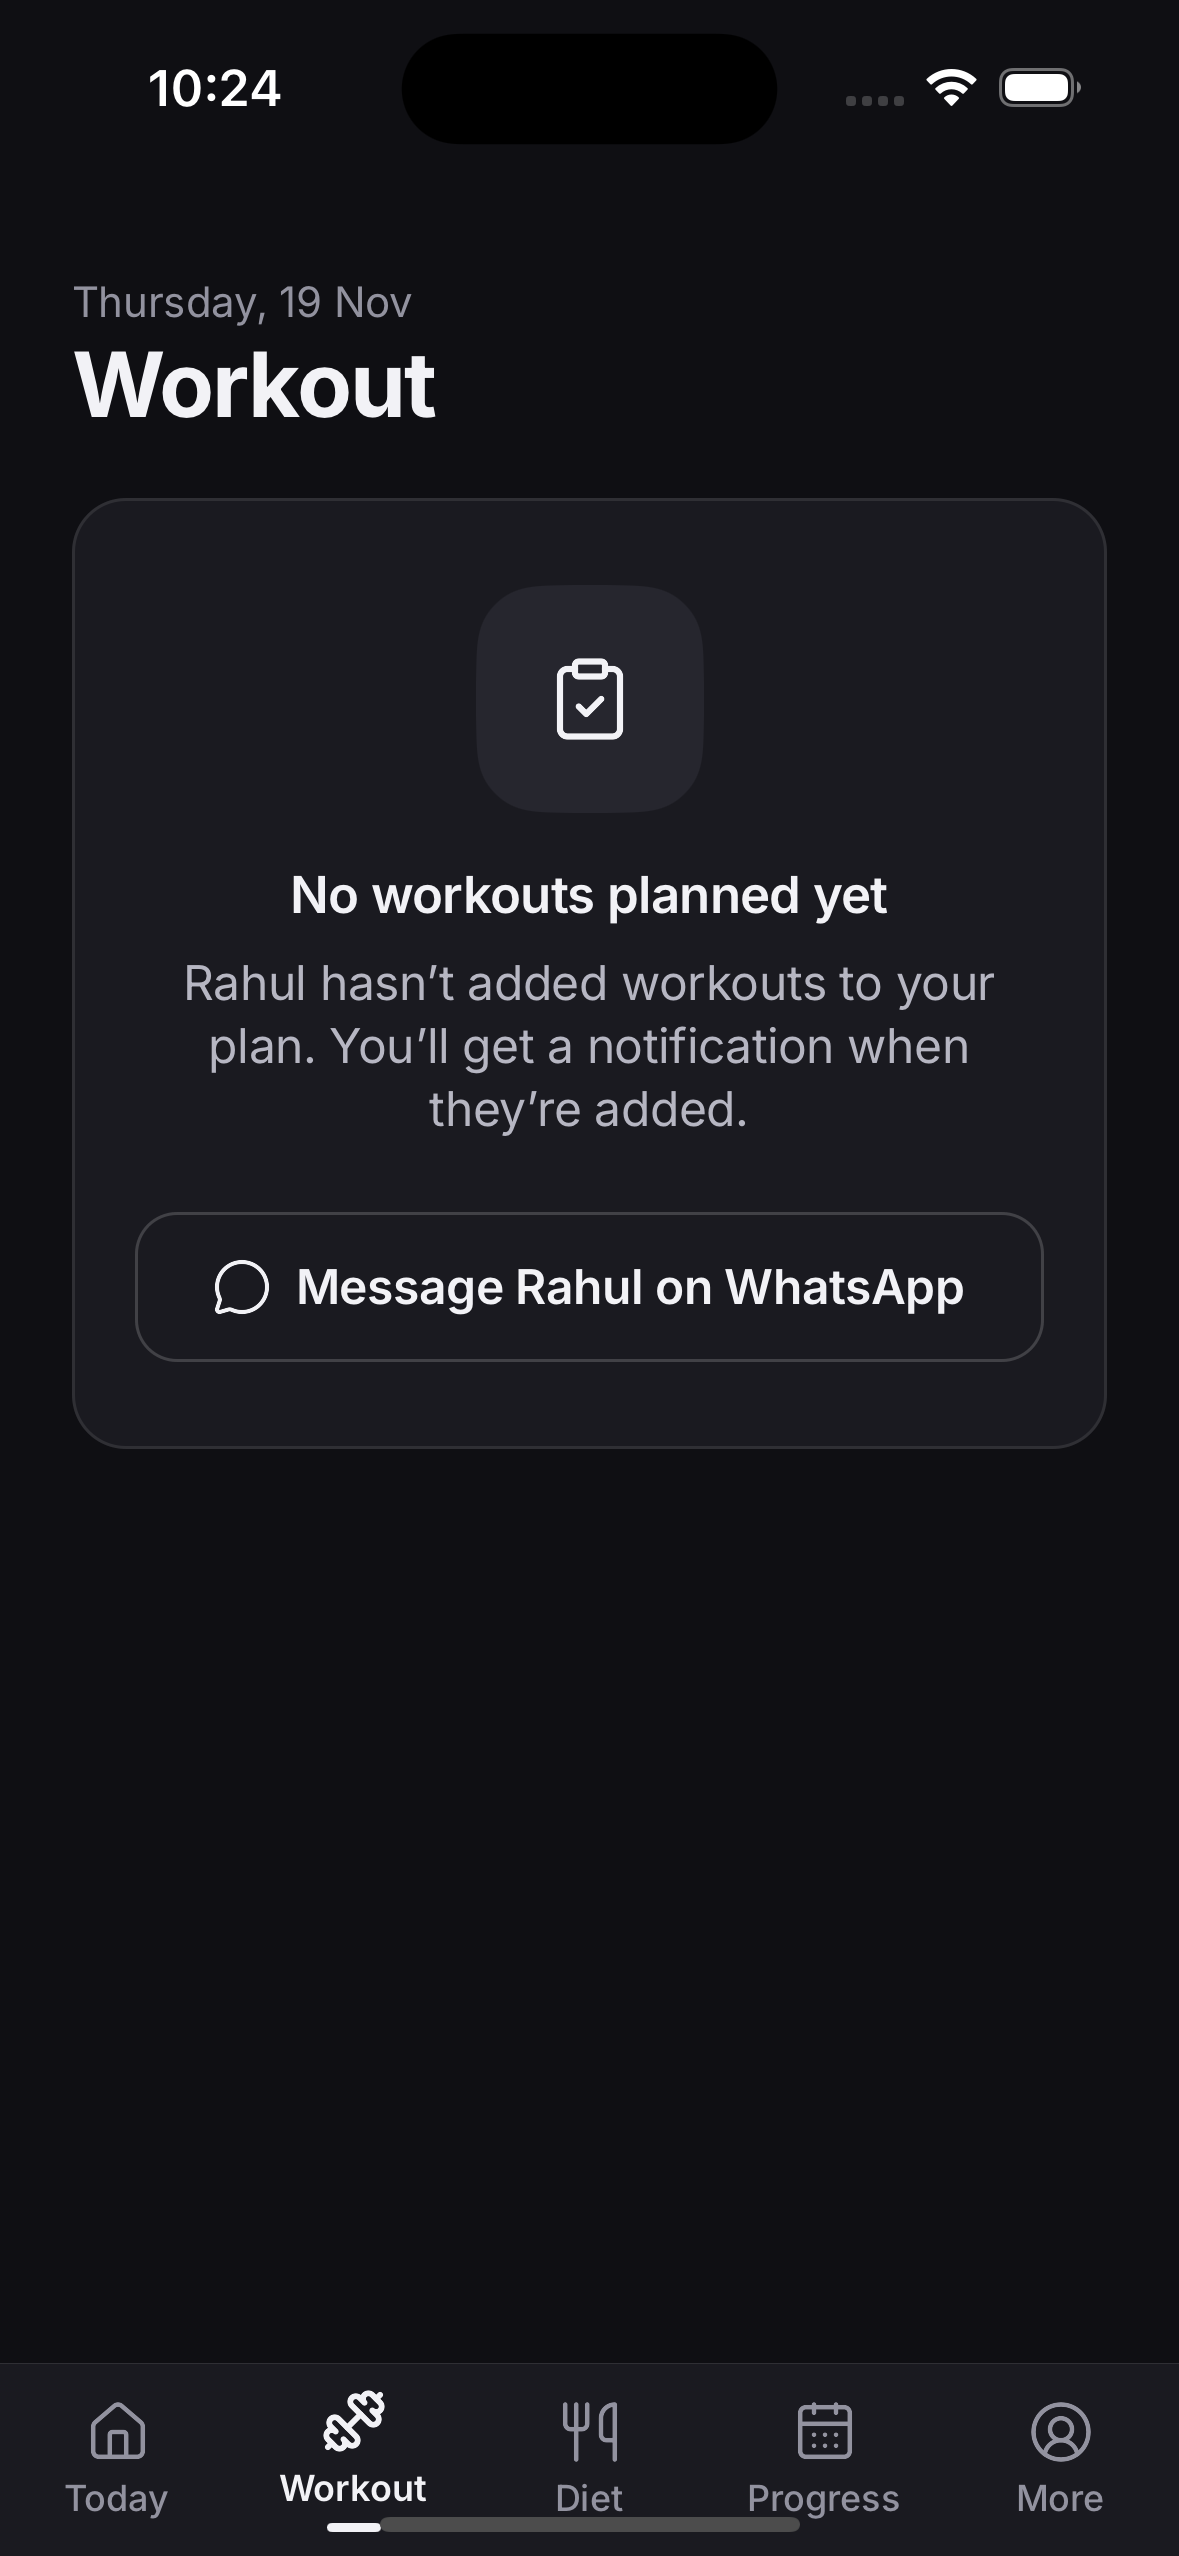 10:24
Thursday, 19 Nov
Workout
No workouts planned yet
Rahul hasn’t added workouts to your
plan. You’ll get a notification when
they’re added.
Message Rahul on WhatsApp
Today
Workout
Diet
Progress
More